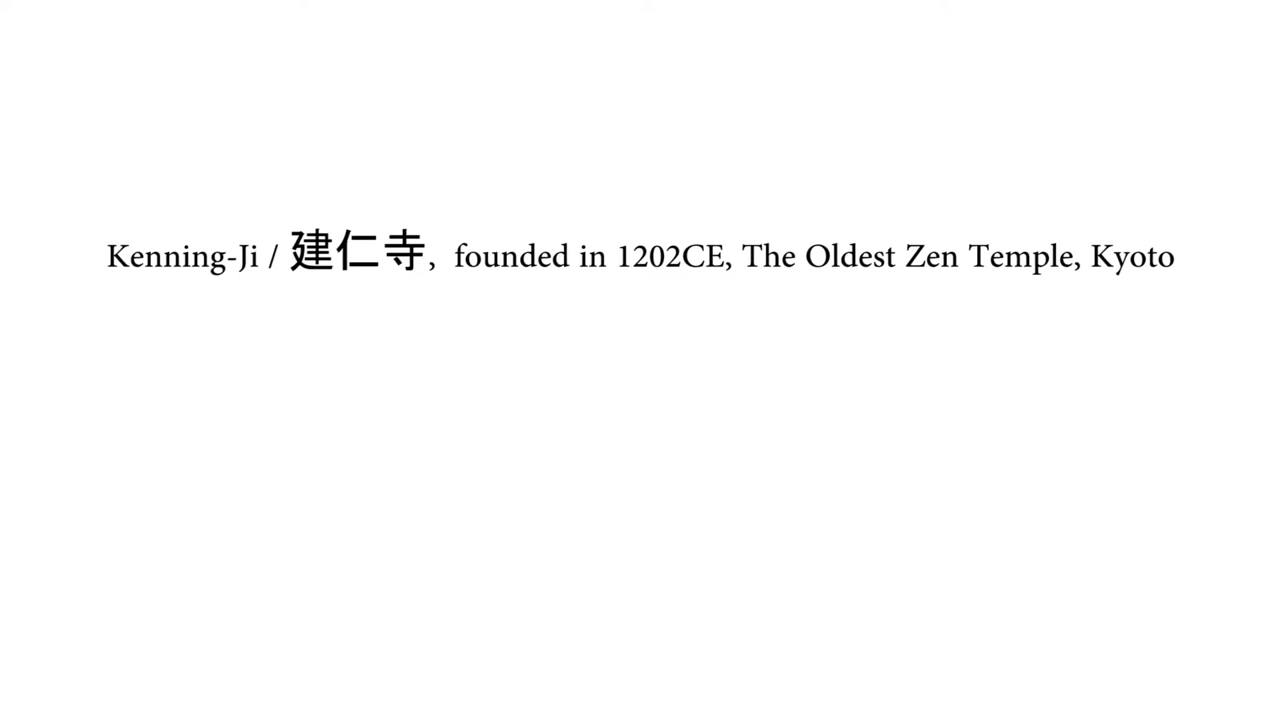 Kenning-Ji / 建仁寺, founded in 1202CE, The Oldest Zen Temple, Kyoto